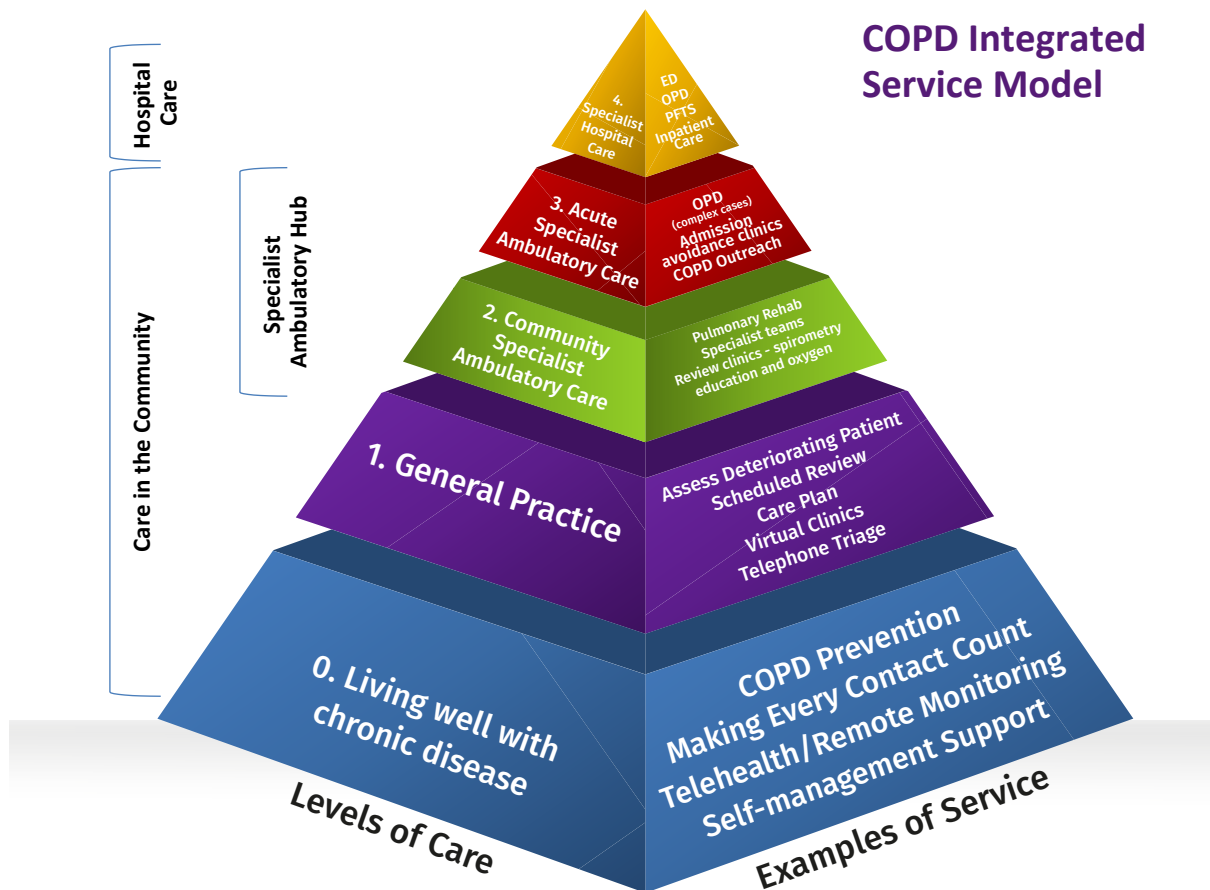 COPD Integrated
Service Model
Hospital
Care
Care in the Community
Specialist
Ambulatory Hub
4.
Specialist
Hospital
Care
ED
OPD
PFTS
Inpatient
Care
3. Acute
Specialist
Ambulatory Care
OPD
(complex cases)
Admission
avoidance clinics
COPD Outreach
2. Community
Specialist
Ambulatory Care
Pulmonary Rehab
Specialist teams
Review clinics - spirometry
education and oxygen
1. General Practice
Assess Deteriorating Patient
Scheduled Review
Care Plan
Virtual Clinics
Telephone Triage
0. Living well with
chronic disease
COPD Prevention
Making Every Contact Count
Telehealth/Remote Monitoring
Self-management Support
Levels of Care
Examples of Service